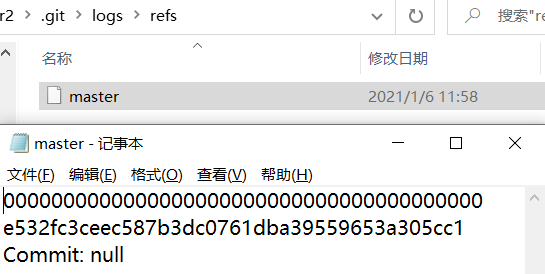 r2 › .git › logs › refs
搜索"re
名称 修改日期
master 2021/1/6 11:58
master - 记事本
文件(F) 编辑(E) 格式(O) 查看(V) 帮助(H)
0000000000000000000000000000000000000000
e532fc3ceec587b3dc0761dba39559653a305cc1
Commit: null